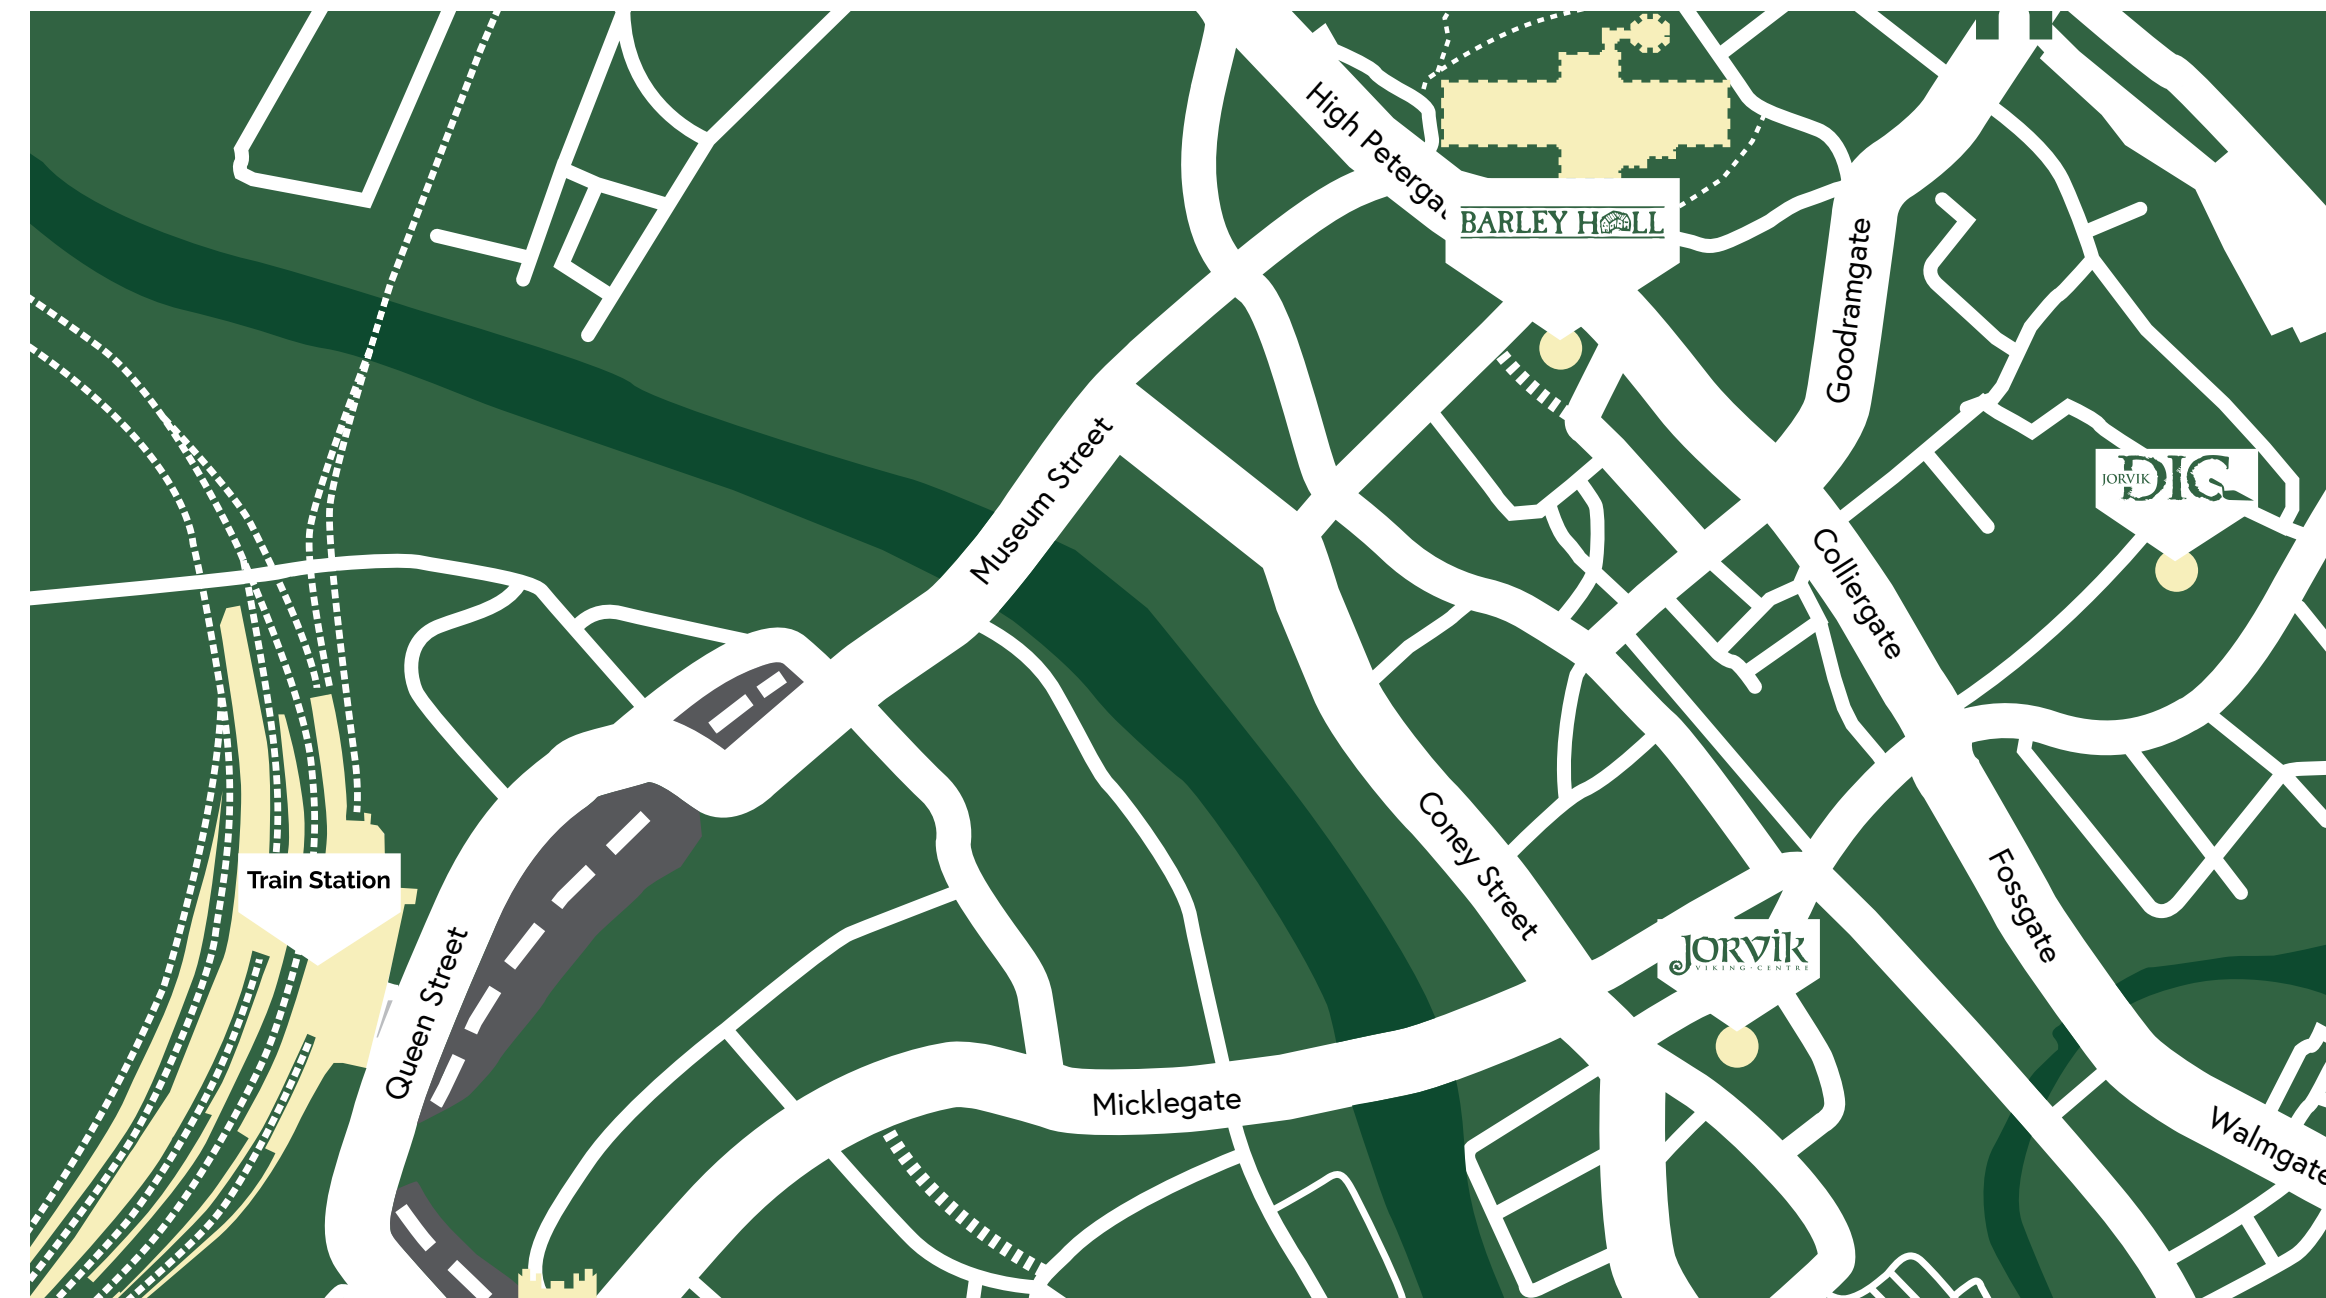 High Petergat
BARLEY HALL
Goodramgate
Museum Street
JORVIK DIG
Colliergate
Coney Street
Train Station
Fossgate
JORVIK
VIKING·CENTRE
Queen Street
Micklegate
Walmgate